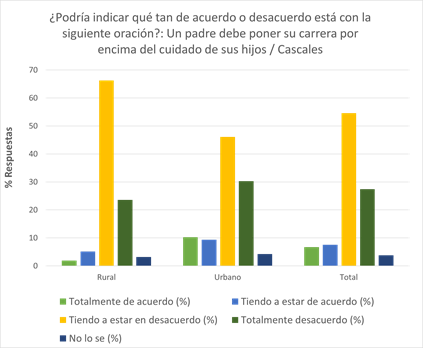 ¿Podría indicar qué tan de acuerdo o desacuerdo está con la
siguiente oración?: Un padre debe poner su carrera por
encima del cuidado de sus hijos / Cascales
% Respuestas
70
60
50
40
30
20
10
0
Rural Urbano Total
Totalmente de acuerdo (%) Tiendo a estar de acuerdo (%)
Tiendo a estar en desacuerdo (%) Totalmente desacuerdo (%)
No lo se (%)